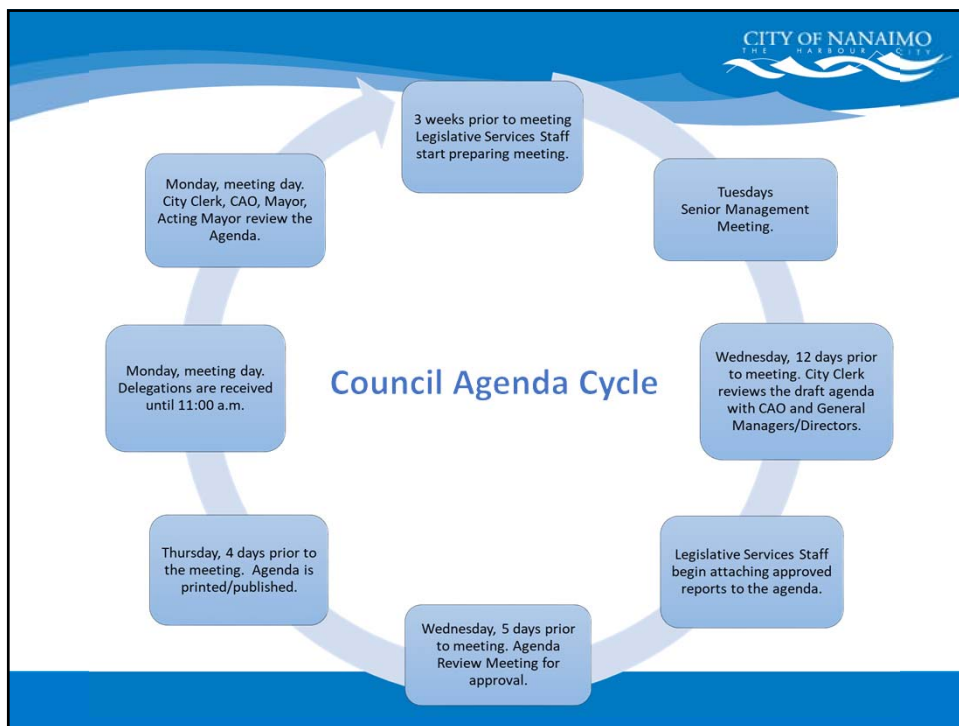 CITY OF NANAIMO
THE HARBOUR CITY
3 weeks prior to meeting
Legislative Services Staff
start preparing meeting.
Tuesdays
Senior Management
Meeting.
Wednesday, 12 days prior
to meeting. City Clerk
reviews the draft agenda
with CAO and General
Managers/Directors.
Legislative Services Staff
begin attaching approved
reports to the agenda.
Wednesday, 5 days prior
to meeting. Agenda
Review Meeting for
approval.
Thursday, 4 days prior to
the meeting. Agenda is
printed/published.
Monday, meeting day.
Delegations are received
until 11:00 a.m.
Monday, meeting day.
City Clerk, CAO, Mayor,
Acting Mayor review the
Agenda.
Council Agenda Cycle